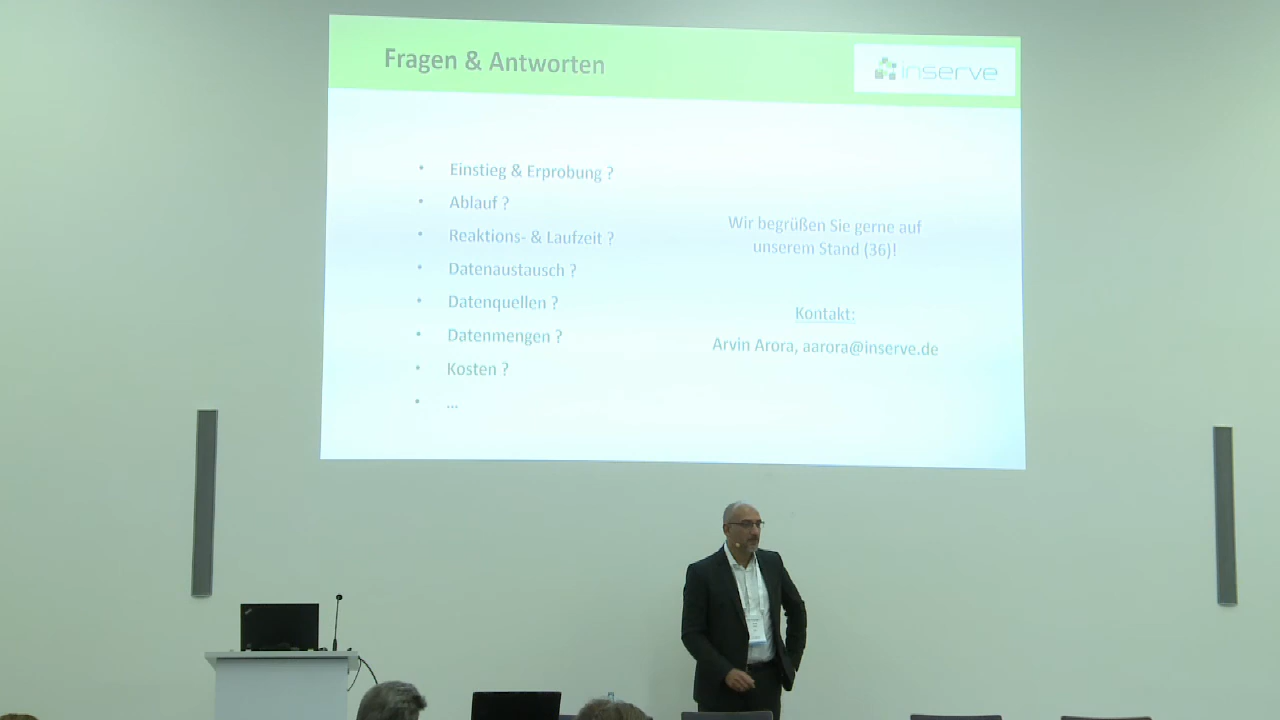 Fragen & Antworten
inserve
• Einstieg & Erprobung ?
• Ablauf ?
• Reaktions- & Laufzeit ?
• Datenaustausch ?
• Datenquellen ?
• Datenmengen ?
• Kosten ?
• ...
Wir begrüßen Sie gerne auf
unserem Stand (36)!
Kontakt:
Arvin Arora, aarora@inserve.de